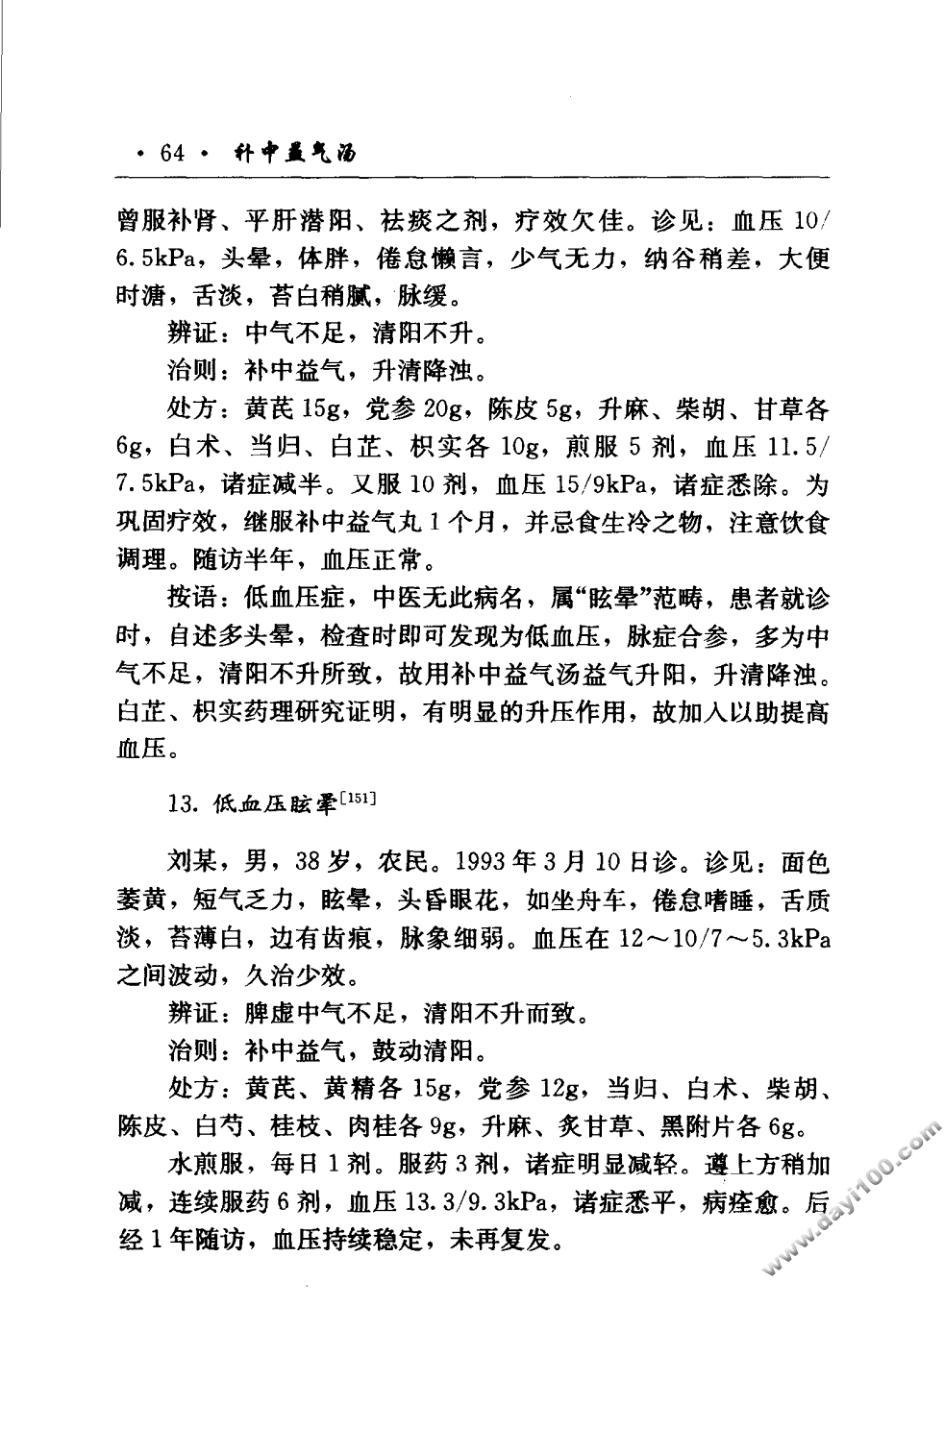 · 64 · 补中益气汤
曾服补肾、平肝潜阳、祛痰之剂，疗效欠佳。诊见：血压 10/
6.5kPa，头晕，体胖，倦怠懒言，少气无力，纳谷稍差，大便
时溏，舌淡，苔白稍腻，脉缓。
辨证：中气不足，清阳不升。
治则：补中益气，升清降浊。
处方：黄芪 15g，党参 20g，陈皮 5g，升麻、柴胡、甘草各
6g，白术、当归、白芷、枳实各 10g，煎服 5 剂，血压 11.5/
7.5kPa，诸症减半。又服 10 剂，血压 15/9kPa，诸症悉除。为
巩固疗效，继服补中益气丸 1 个月，并忌食生冷之物，注意饮食
调理。随访半年，血压正常。
按语：低血压症，中医无此病名，属“眩晕”范畴，患者就诊
时，自述多头晕，检查时即可发现为低血压，脉症合参，多为中
气不足，清阳不升所致，故用补中益气汤益气升阳，升清降浊。
白芷、枳实药理研究证明，有明显的升压作用，故加入以助提高
血压。
13. 低血压眩晕[151]
刘某，男，38 岁，农民。1993 年 3 月 10 日诊。诊见：面色
萎黄，短气乏力，眩晕，头昏眼花，如坐舟车，倦怠嗜睡，舌质
淡，苔薄白，边有齿痕，脉象细弱。血压在 12～10/7～5.3kPa
之间波动，久治少效。
辨证：脾虚中气不足，清阳不升而致。
治则：补中益气，鼓动清阳。
处方：黄芪、黄精各 15g，党参 12g，当归、白术、柴胡、
陈皮、白芍、桂枝、肉桂各 9g，升麻、炙甘草、黑附片各 6g。
水煎服，每日 1 剂。服药 3 剂，诸症明显减轻。遵上方稍加
减，连续服药 6 剂，血压 13.3/9.3kPa，诸症悉平，病痊愈。后
经 1 年随访，血压持续稳定，未再复发。
www.dayi100.com